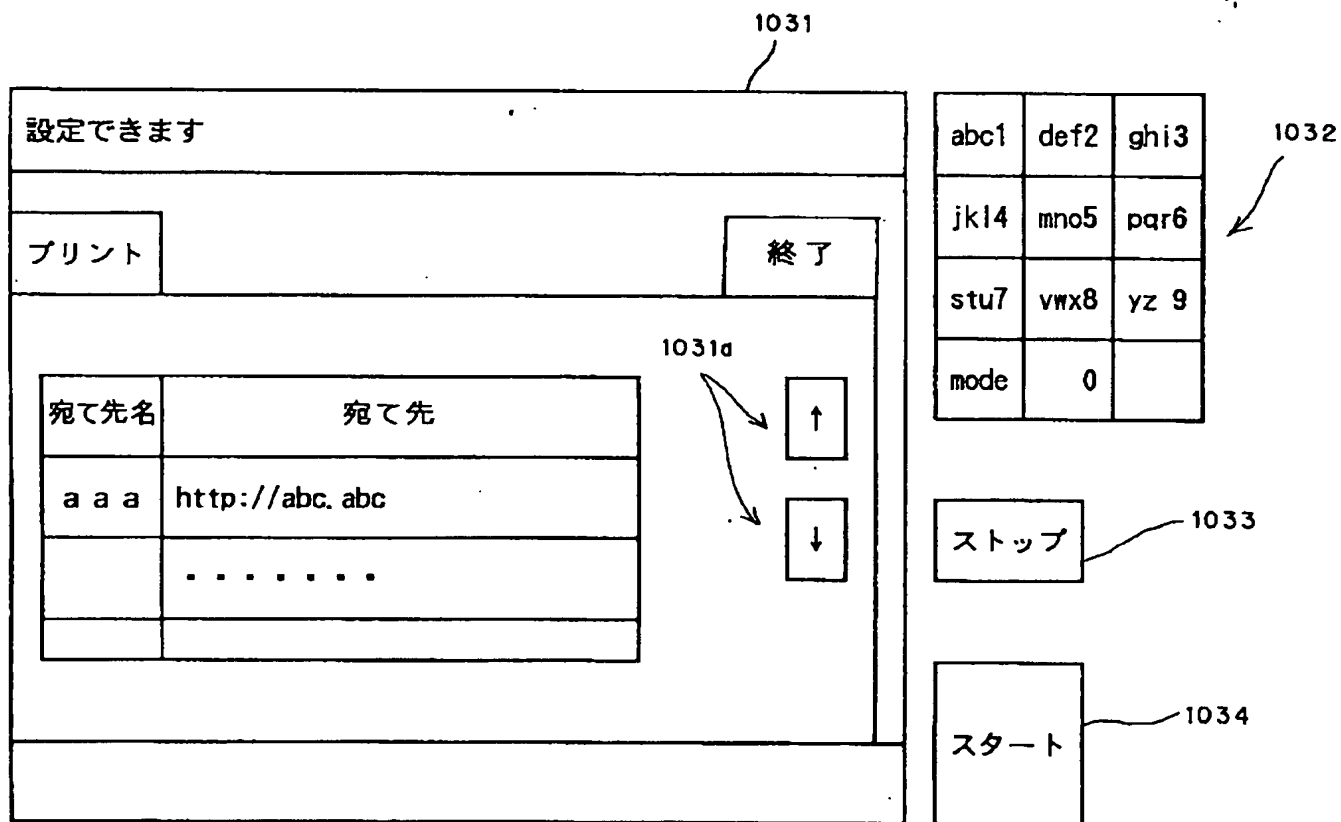 1031
設定できます
プリント
終了
1031a
宛て先名 宛て先
aaa http://abc.abc
.......
↑
↓
abc1 def2 ghi3
jkl4 mno5 pqr6
stu7 vwx8 yz 9
mode 0
1032
ストップ
1033
スタート
1034